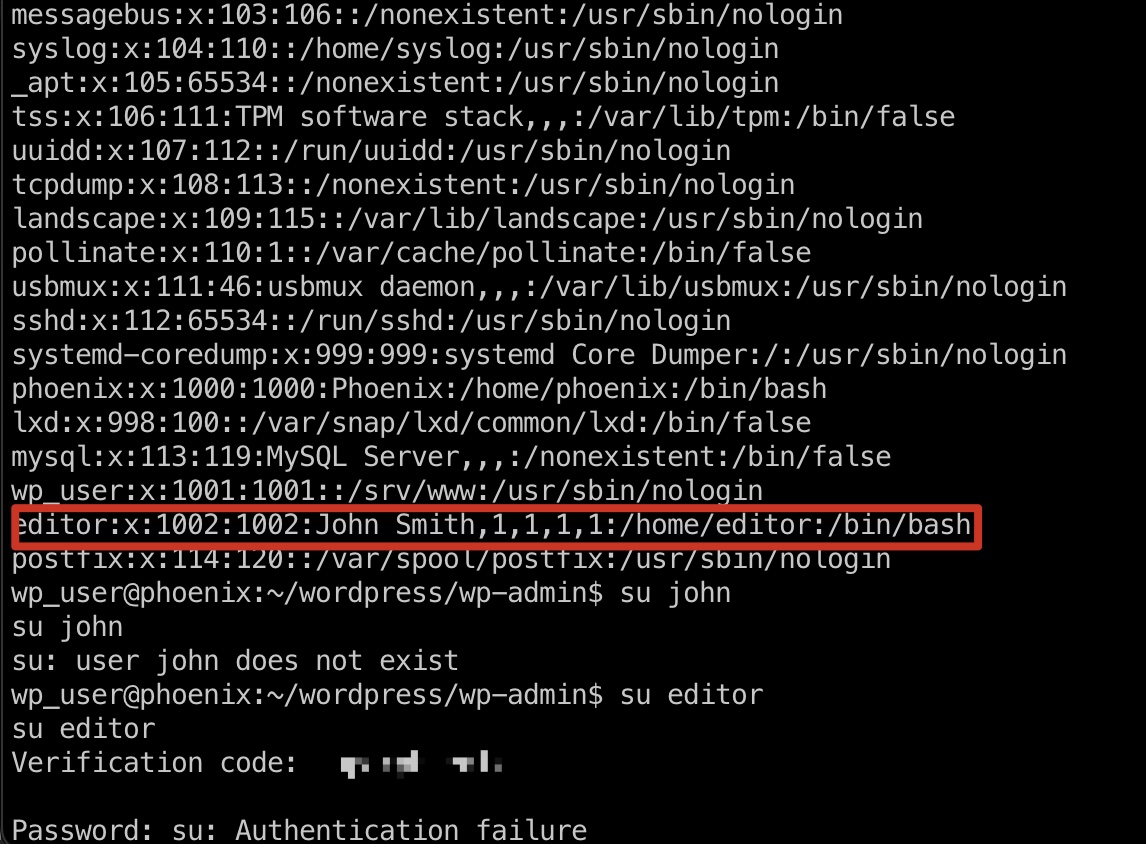 messagebus:x:103:106::/nonexistent:/usr/sbin/nologin
syslog:x:104:110::/home/syslog:/usr/sbin/nologin
_apt:x:105:65534::/nonexistent:/usr/sbin/nologin
tss:x:106:111:TPM software stack,,,:/var/lib/tpm:/bin/false
uuidd:x:107:112::/run/uuidd:/usr/sbin/nologin
tcpdump:x:108:113::/nonexistent:/usr/sbin/nologin
landscape:x:109:115::/var/lib/landscape:/usr/sbin/nologin
pollinate:x:110:1::/var/cache/pollinate:/bin/false
usbmux:x:111:46:usbmux daemon,,,:/var/lib/usbmux:/usr/sbin/nologin
sshd:x:112:65534::/run/sshd:/usr/sbin/nologin
systemd-coredump:x:999:999:systemd Core Dumper:/:/usr/sbin/nologin
phoenix:x:1000:1000:Phoenix:/home/phoenix:/bin/bash
lxd:x:998:100::/var/snap/lxd/common/lxd:/bin/false
mysql:x:113:119:MySQL Server,,,:/nonexistent:/bin/false
wp_user:x:1001:1001::/srv/www:/usr/sbin/nologin
editor:x:1002:1002:John Smith,1,1,1,1:/home/editor:/bin/bash
postfix:x:114:120::/var/spool/postfix:/usr/sbin/nologin
wp_user@phoenix:~/wordpress/wp-admin$ su john
su john
su: user john does not exist
wp_user@phoenix:~/wordpress/wp-admin$ su editor
su editor
Verification code:
Password: su: Authentication failure